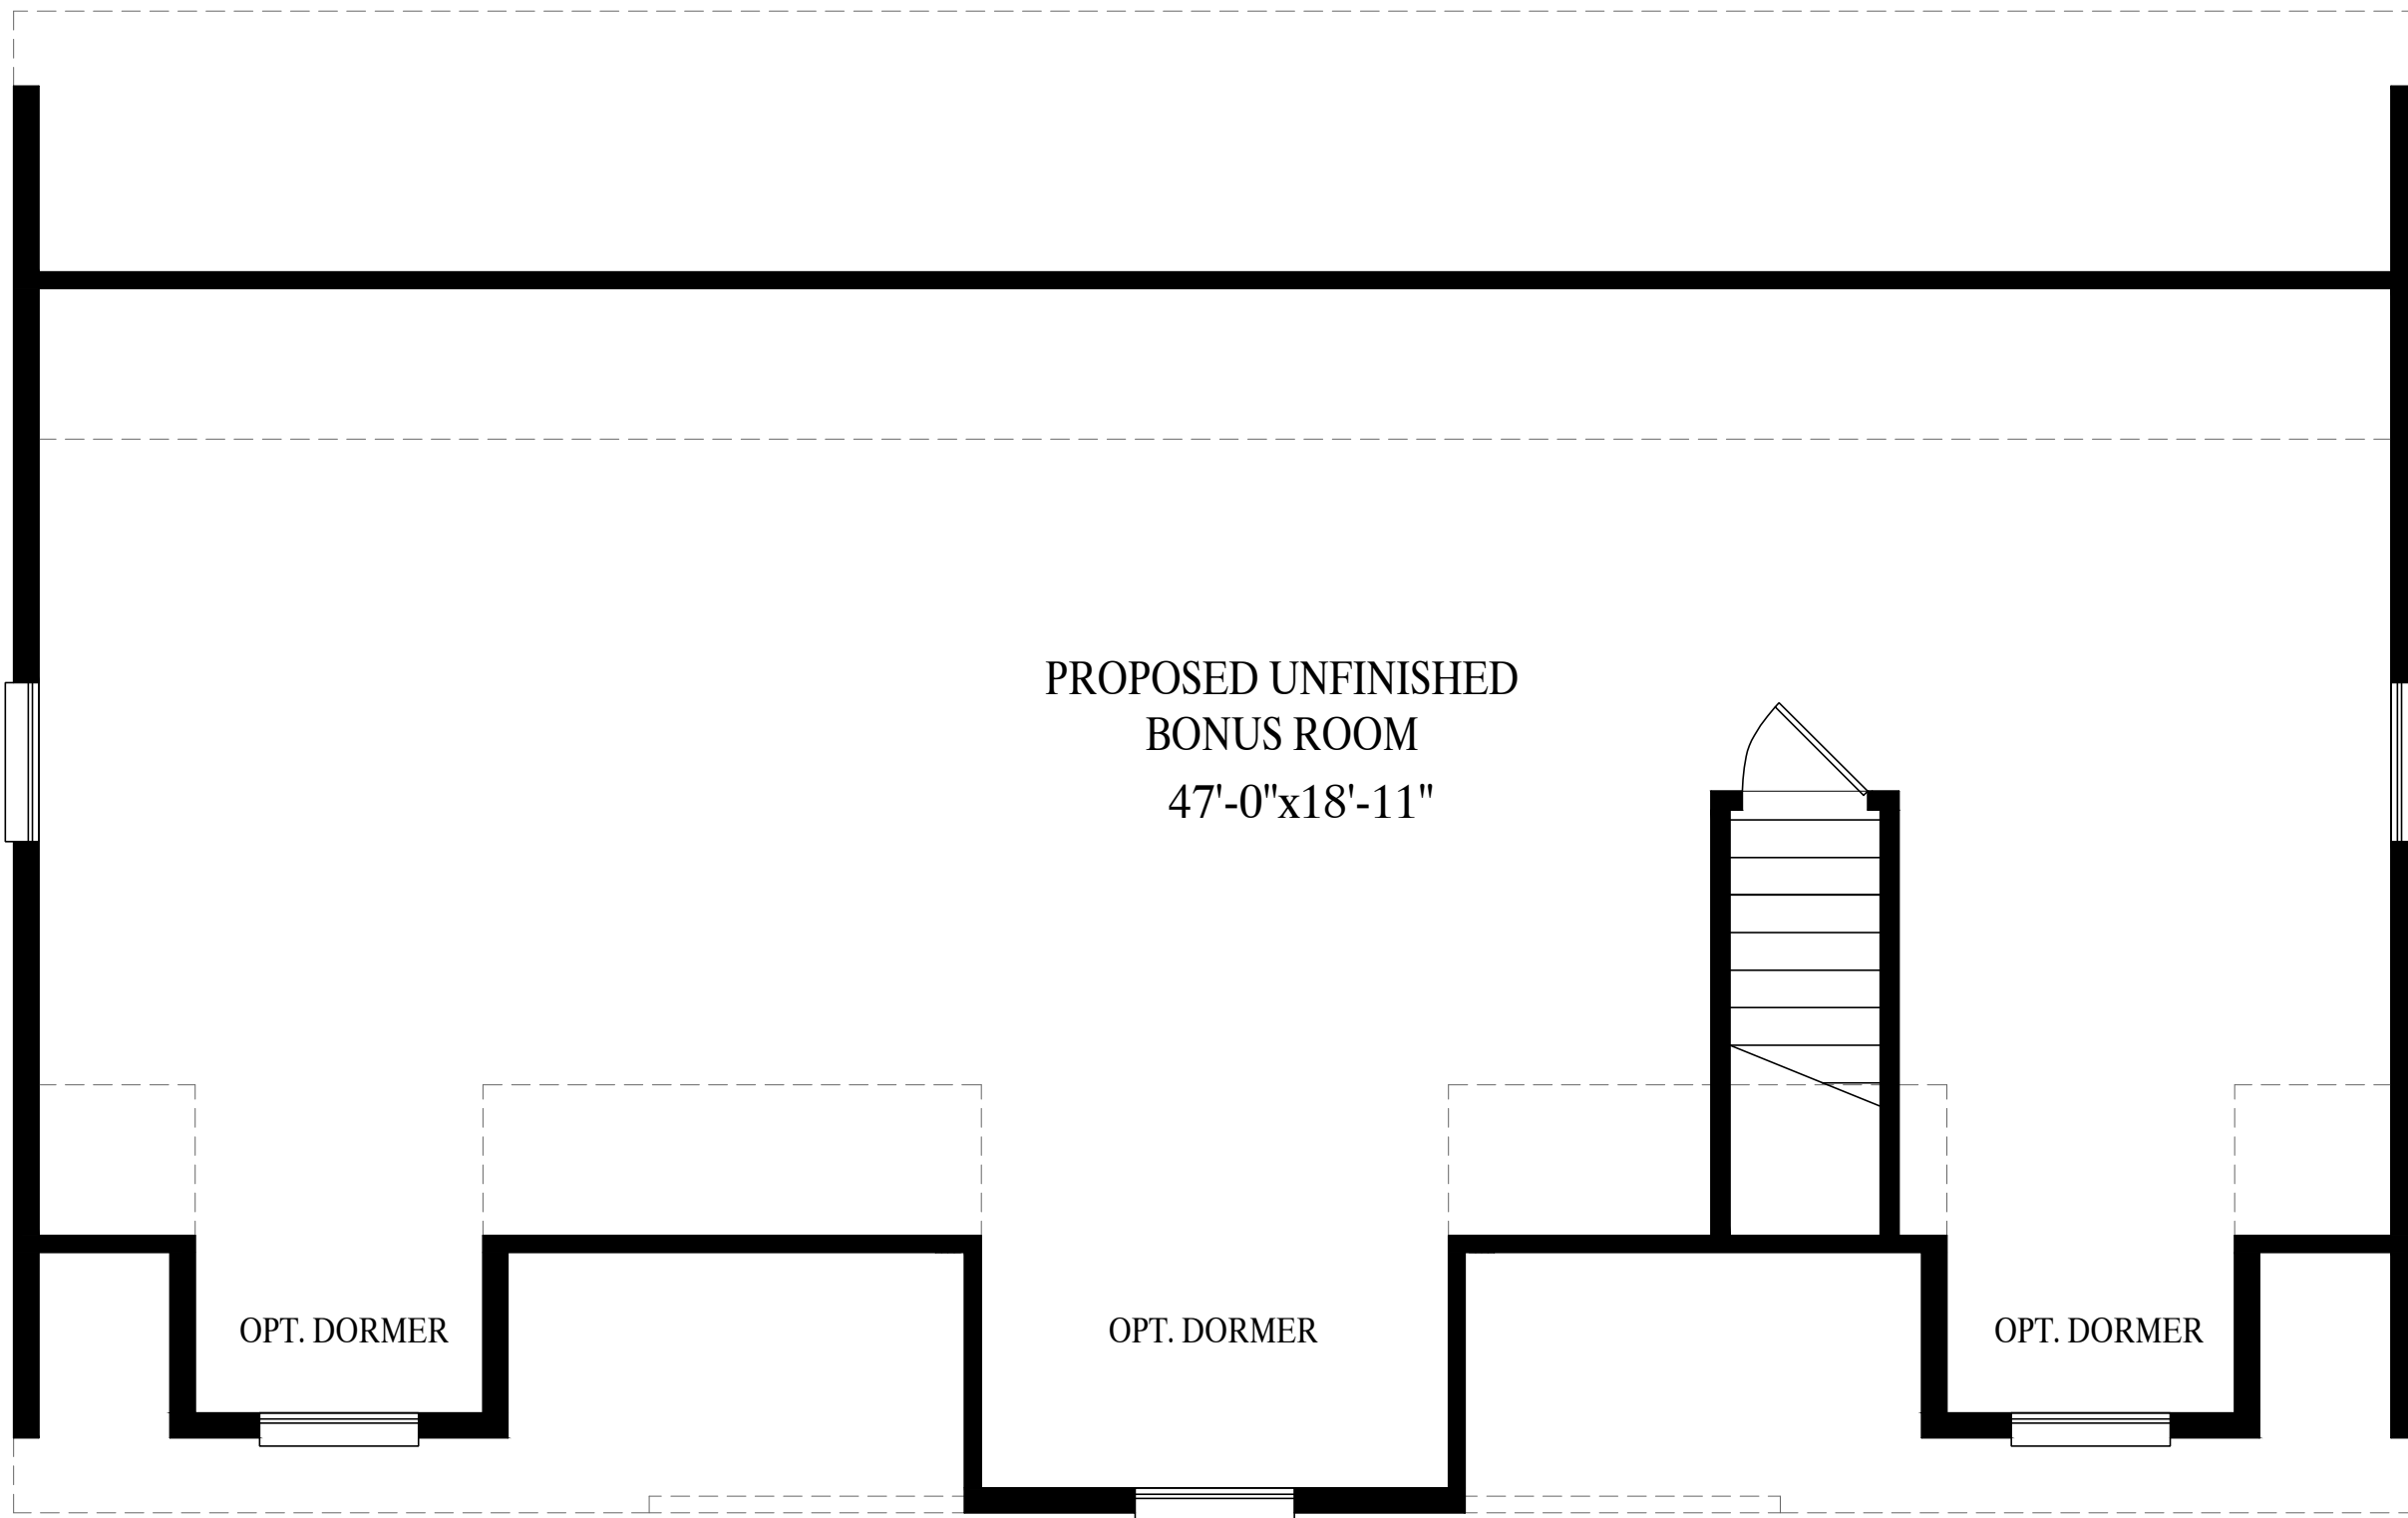 PROPOSED UNFINISHED
BONUS ROOM
47'-0"x18'-11"
OPT. DORMER
OPT. DORMER
OPT. DORMER